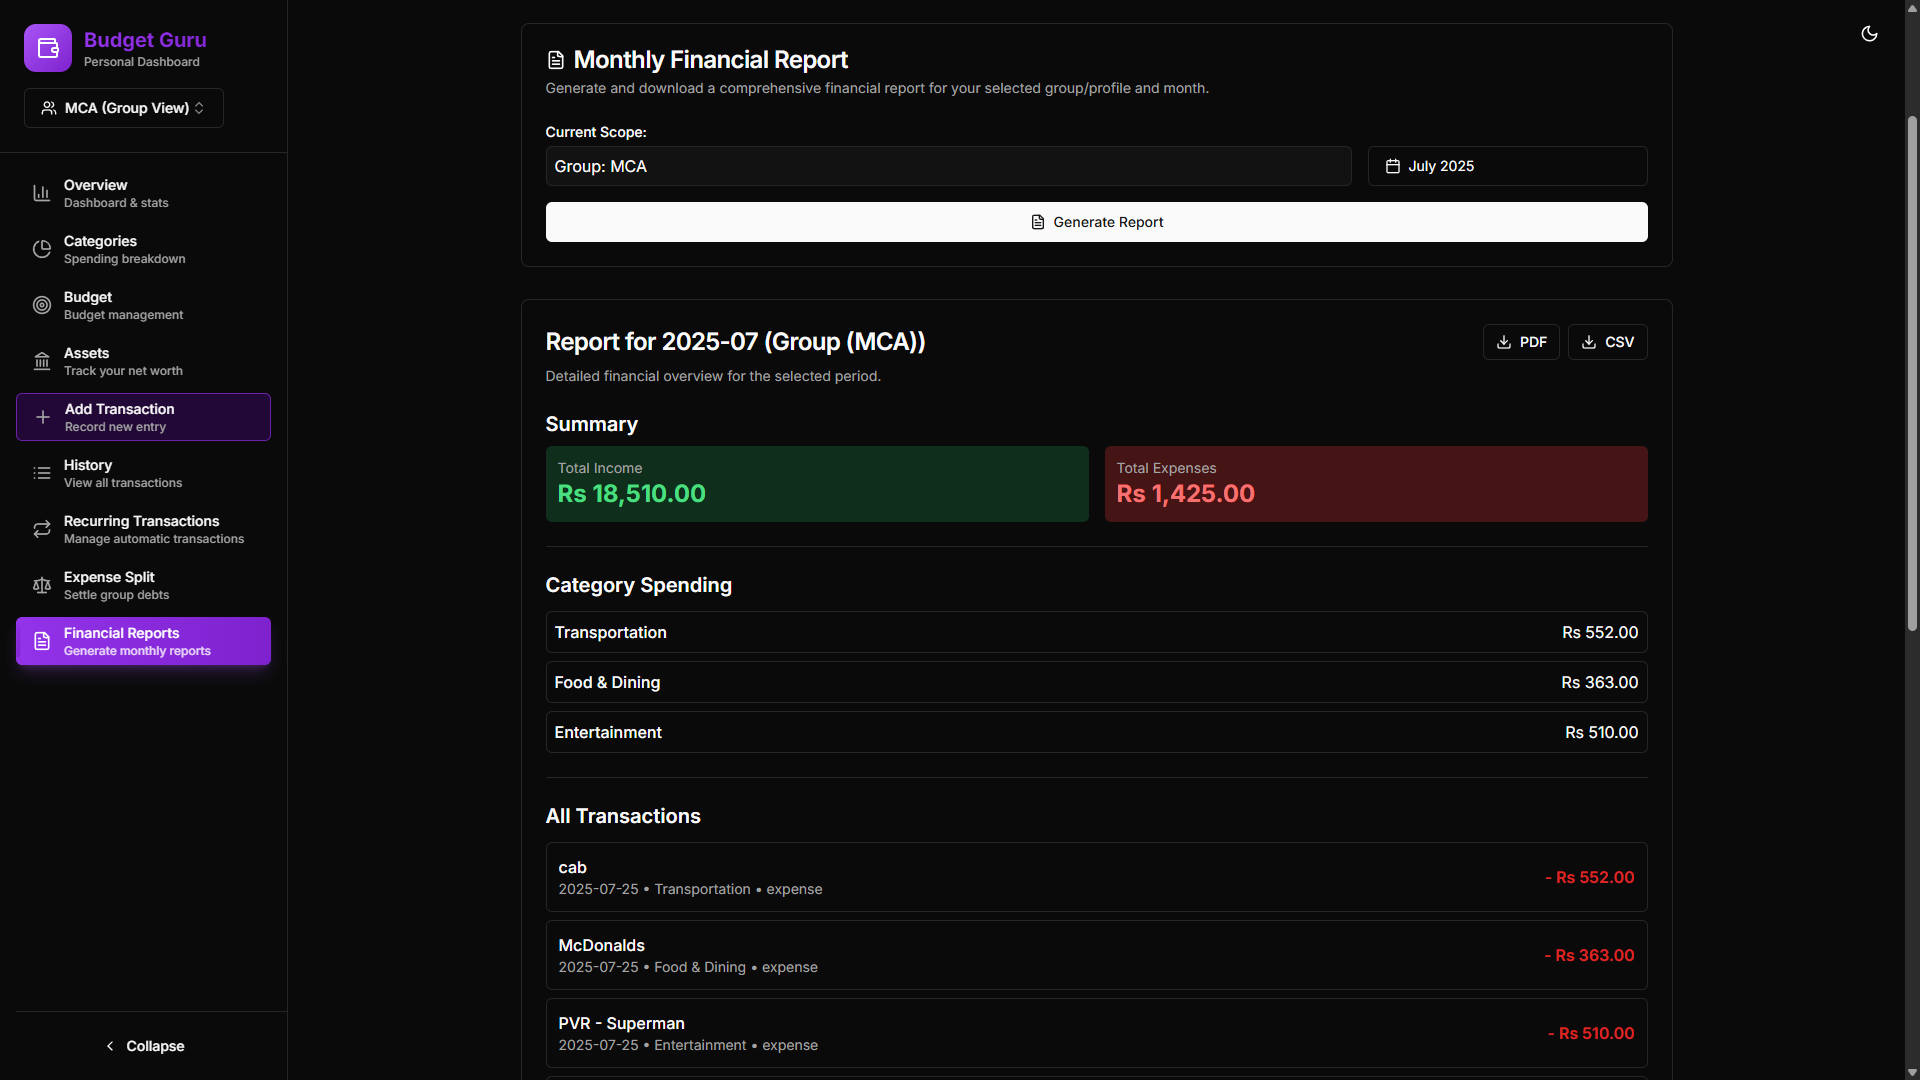 Budget Guru
Personal Dashboard
MCA (Group View)
Overview
Dashboard & stats
Categories
Spending breakdown
Budget
Budget management
Assets
Track your net worth
Add Transaction
Record new entry
History
View all transactions
Recurring Transactions
Manage automatic transactions
Expense Split
Settle group debts
Financial Reports
Generate monthly reports
Collapse
Monthly Financial Report
Generate and download a comprehensive financial report for your selected group/profile and month.
Current Scope:
Group: MCA
July 2025
Generate Report
Report for 2025-07 (Group (MCA))
PDF
CSV
Detailed financial overview for the selected period.
Summary
Total Income
Rs 18,510.00
Total Expenses
Rs 1,425.00
Category Spending
Transportation Rs 552.00
Food & Dining Rs 363.00
Entertainment Rs 510.00
All Transactions
cab
2025-07-25 • Transportation • expense
- Rs 552.00
McDonalds
2025-07-25 • Food & Dining • expense
- Rs 363.00
PVR - Superman
2025-07-25 • Entertainment • expense
- Rs 510.00